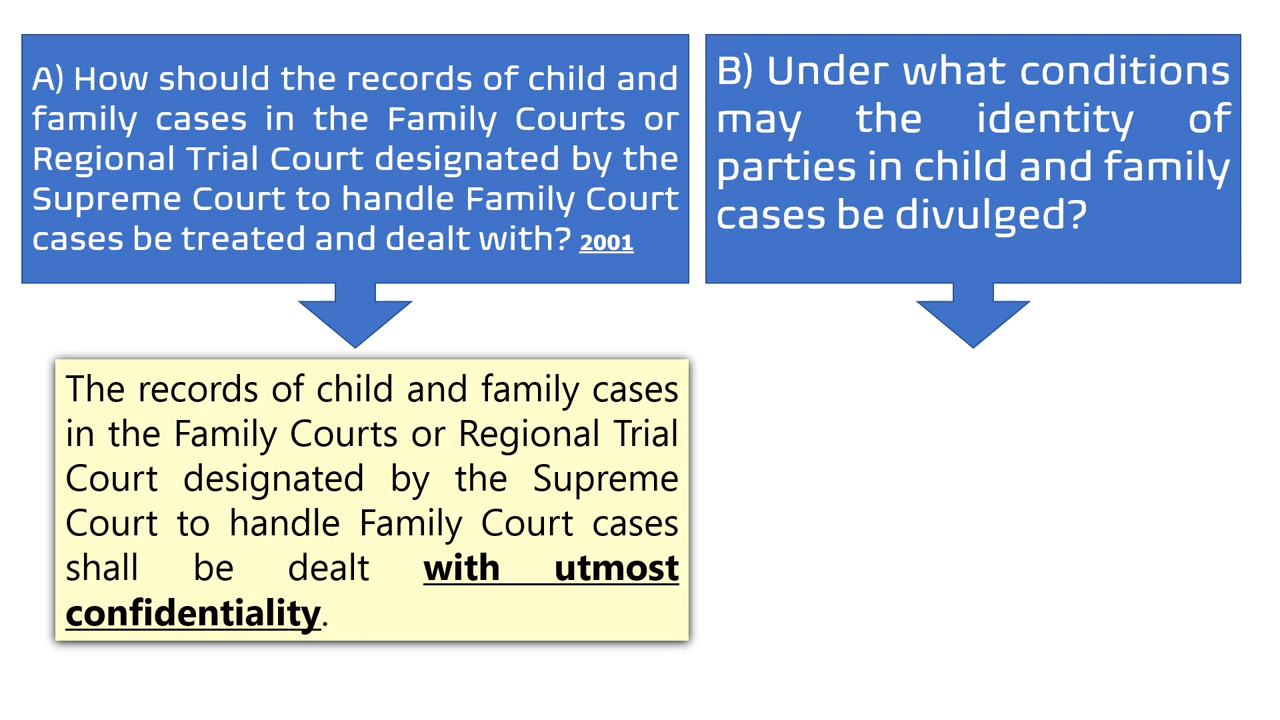 A) How should the records of child and
family cases in the Family Courts or
Regional Trial Court designated by the
Supreme Court to handle Family Court
cases be treated and dealt with? 2001
B) Under what conditions
may the identity of
parties in child and family
cases be divulged?
The records of child and family cases
in the Family Courts or Regional Trial
Court designated by the Supreme
Court to handle Family Court cases
shall be dealt with utmost
confidentiality.